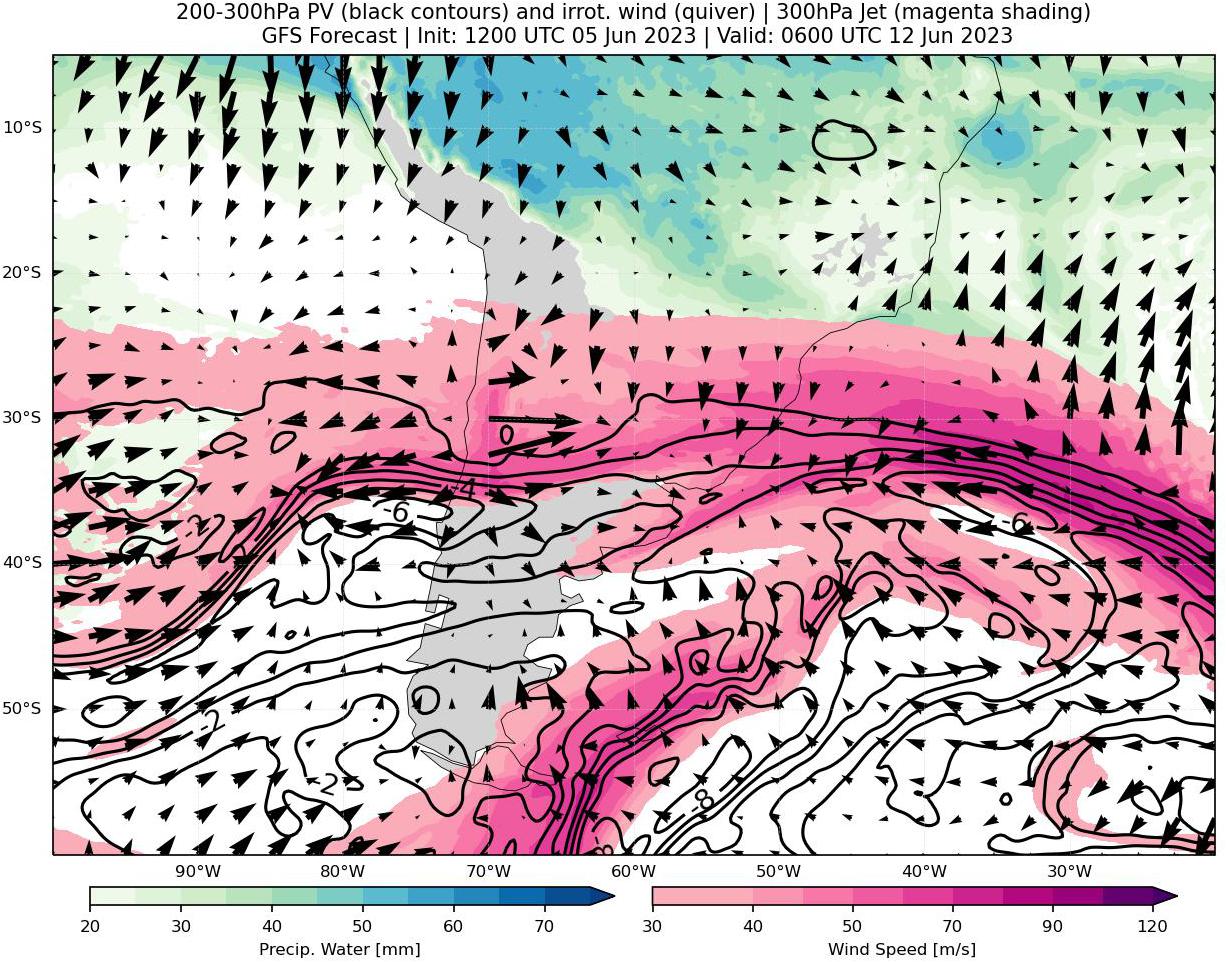 200-300hPa PV (black contours) and irrot. wind (quiver) | 300hPa Jet (magenta shading)
GFS Forecast | Init: 1200 UTC 05 Jun 2023 | Valid: 0600 UTC 12 Jun 2023
10°S
20°S
30°S
-4
-6
-6
-2
40°S
50°S
-2
-2
-8
-8
90°W 80°W 70°W 60°W 50°W 40°W 30°W
20 30 40 50 60 70
30 40 50 70 90 120
Precip. Water [mm]
Wind Speed [m/s]